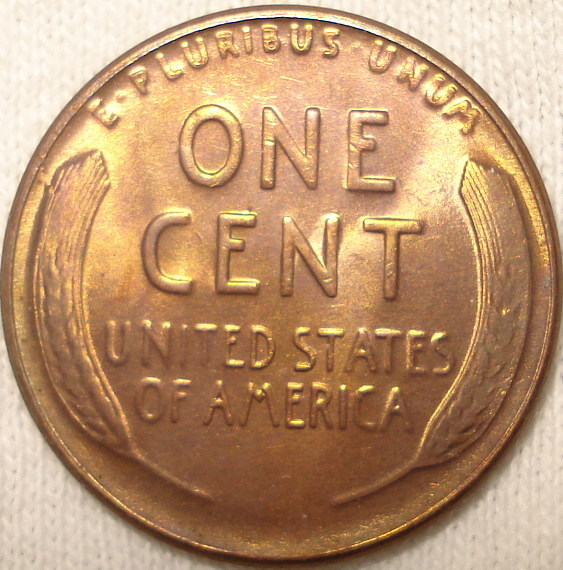 E·PLURIBUS·UNUM
ONE
CENT
UNITED STATES
OF AMERICA